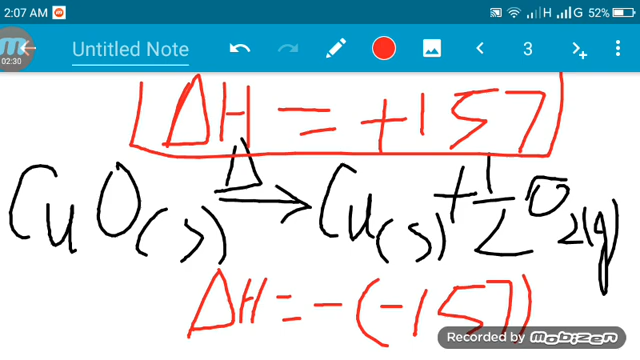 2:07 AM H G 52%
Untitled Note 3
02:30
ΔH = +157
CuO(s) Δ→ Cu(s) + 1/2 O2(g)
ΔH = -(-157)
Recorded by mobizen